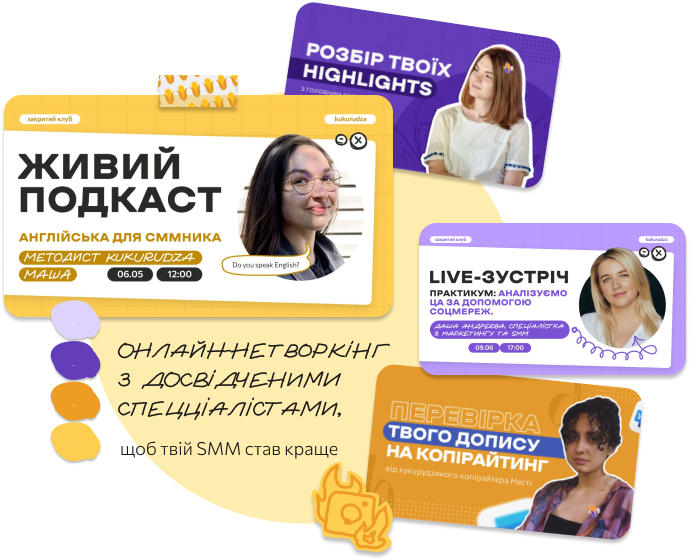 РОЗБІР ТВОЇХ
HIGHLIGHTS
з головним
закритий клуб
kukurudza
ЖИВИЙ
ПОДКАСТ
АНГЛІЙСЬКА ДЛЯ СММНИКА
МЕТОДИСТ KUKURUDZA
МАША
06.05
12:00
Do you speak English?
закритий клуб
kukurudza
LIVE-ЗУСТРІЧ
ПРАКТИКУМ: АНАЛІЗУЄМО
ЦА ЗА ДОПОМОГОЮ
СОЦМЕРЕЖ.
ДАША АНДРЕЄВА, СПЕЦІАЛІСТКА
З МАРКЕТИНГУ ТА SMM
09.06
17:00
ОНЛАЙН-НЕТВОРКІНГ
З ДОСВІДЧЕНИМИ
СПЕЦЦІАЛІСТАМИ,
щоб твій SMM став краще
ПЕРЕВІРКА
ТВОГО ДОПИСУ
НА КОПІРАЙТИНГ
від кукурудзяного копірайтера Насті